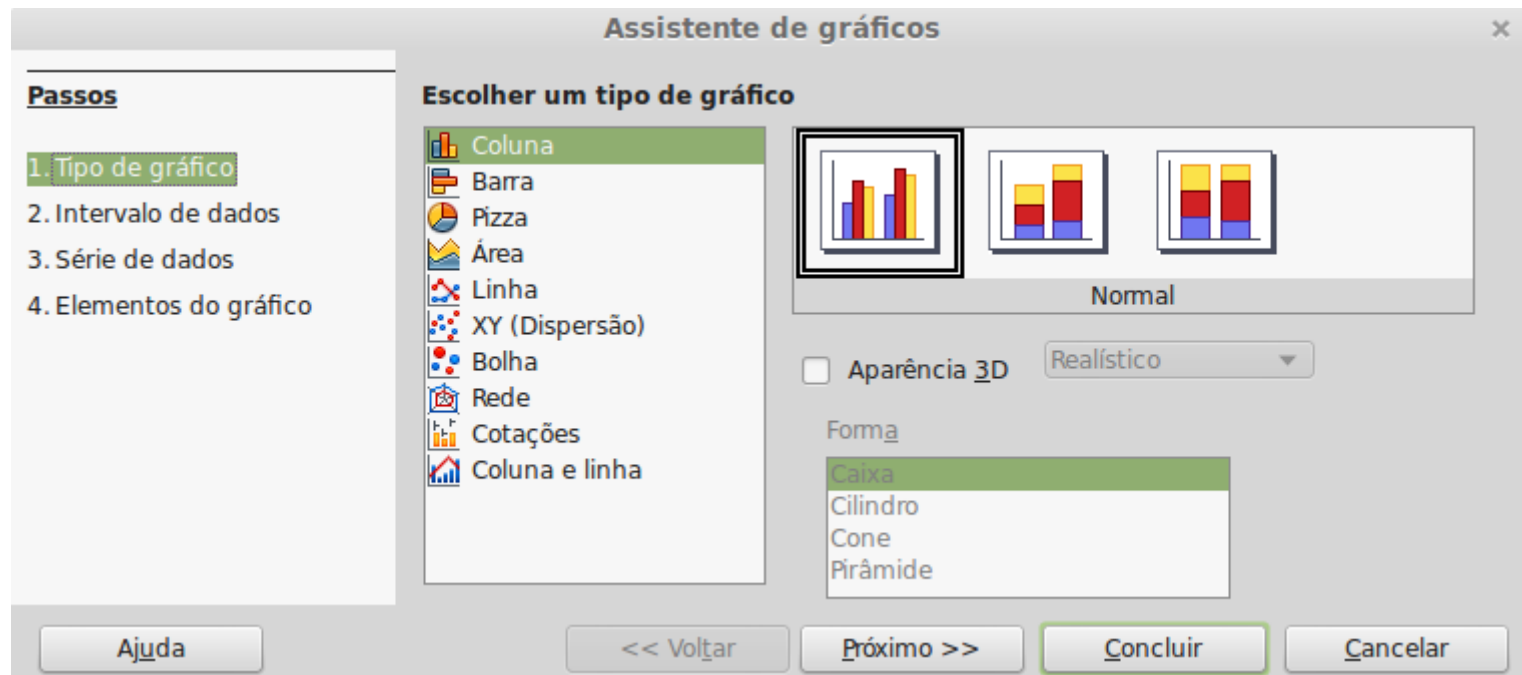 Assistente de gráficos
Passos
1. Tipo de gráfico
2. Intervalo de dados
3. Série de dados
4. Elementos do gráfico
Escolher um tipo de gráfico
Coluna
Barra
Pizza
Área
Linha
XY (Dispersão)
Bolha
Rede
Cotações
Coluna e linha
Normal
Aparência 3D
Realístico
Forma
Caixa
Cilindro
Cone
Pirâmide
Ajuda
<< Voltar
Próximo >>
Concluir
Cancelar